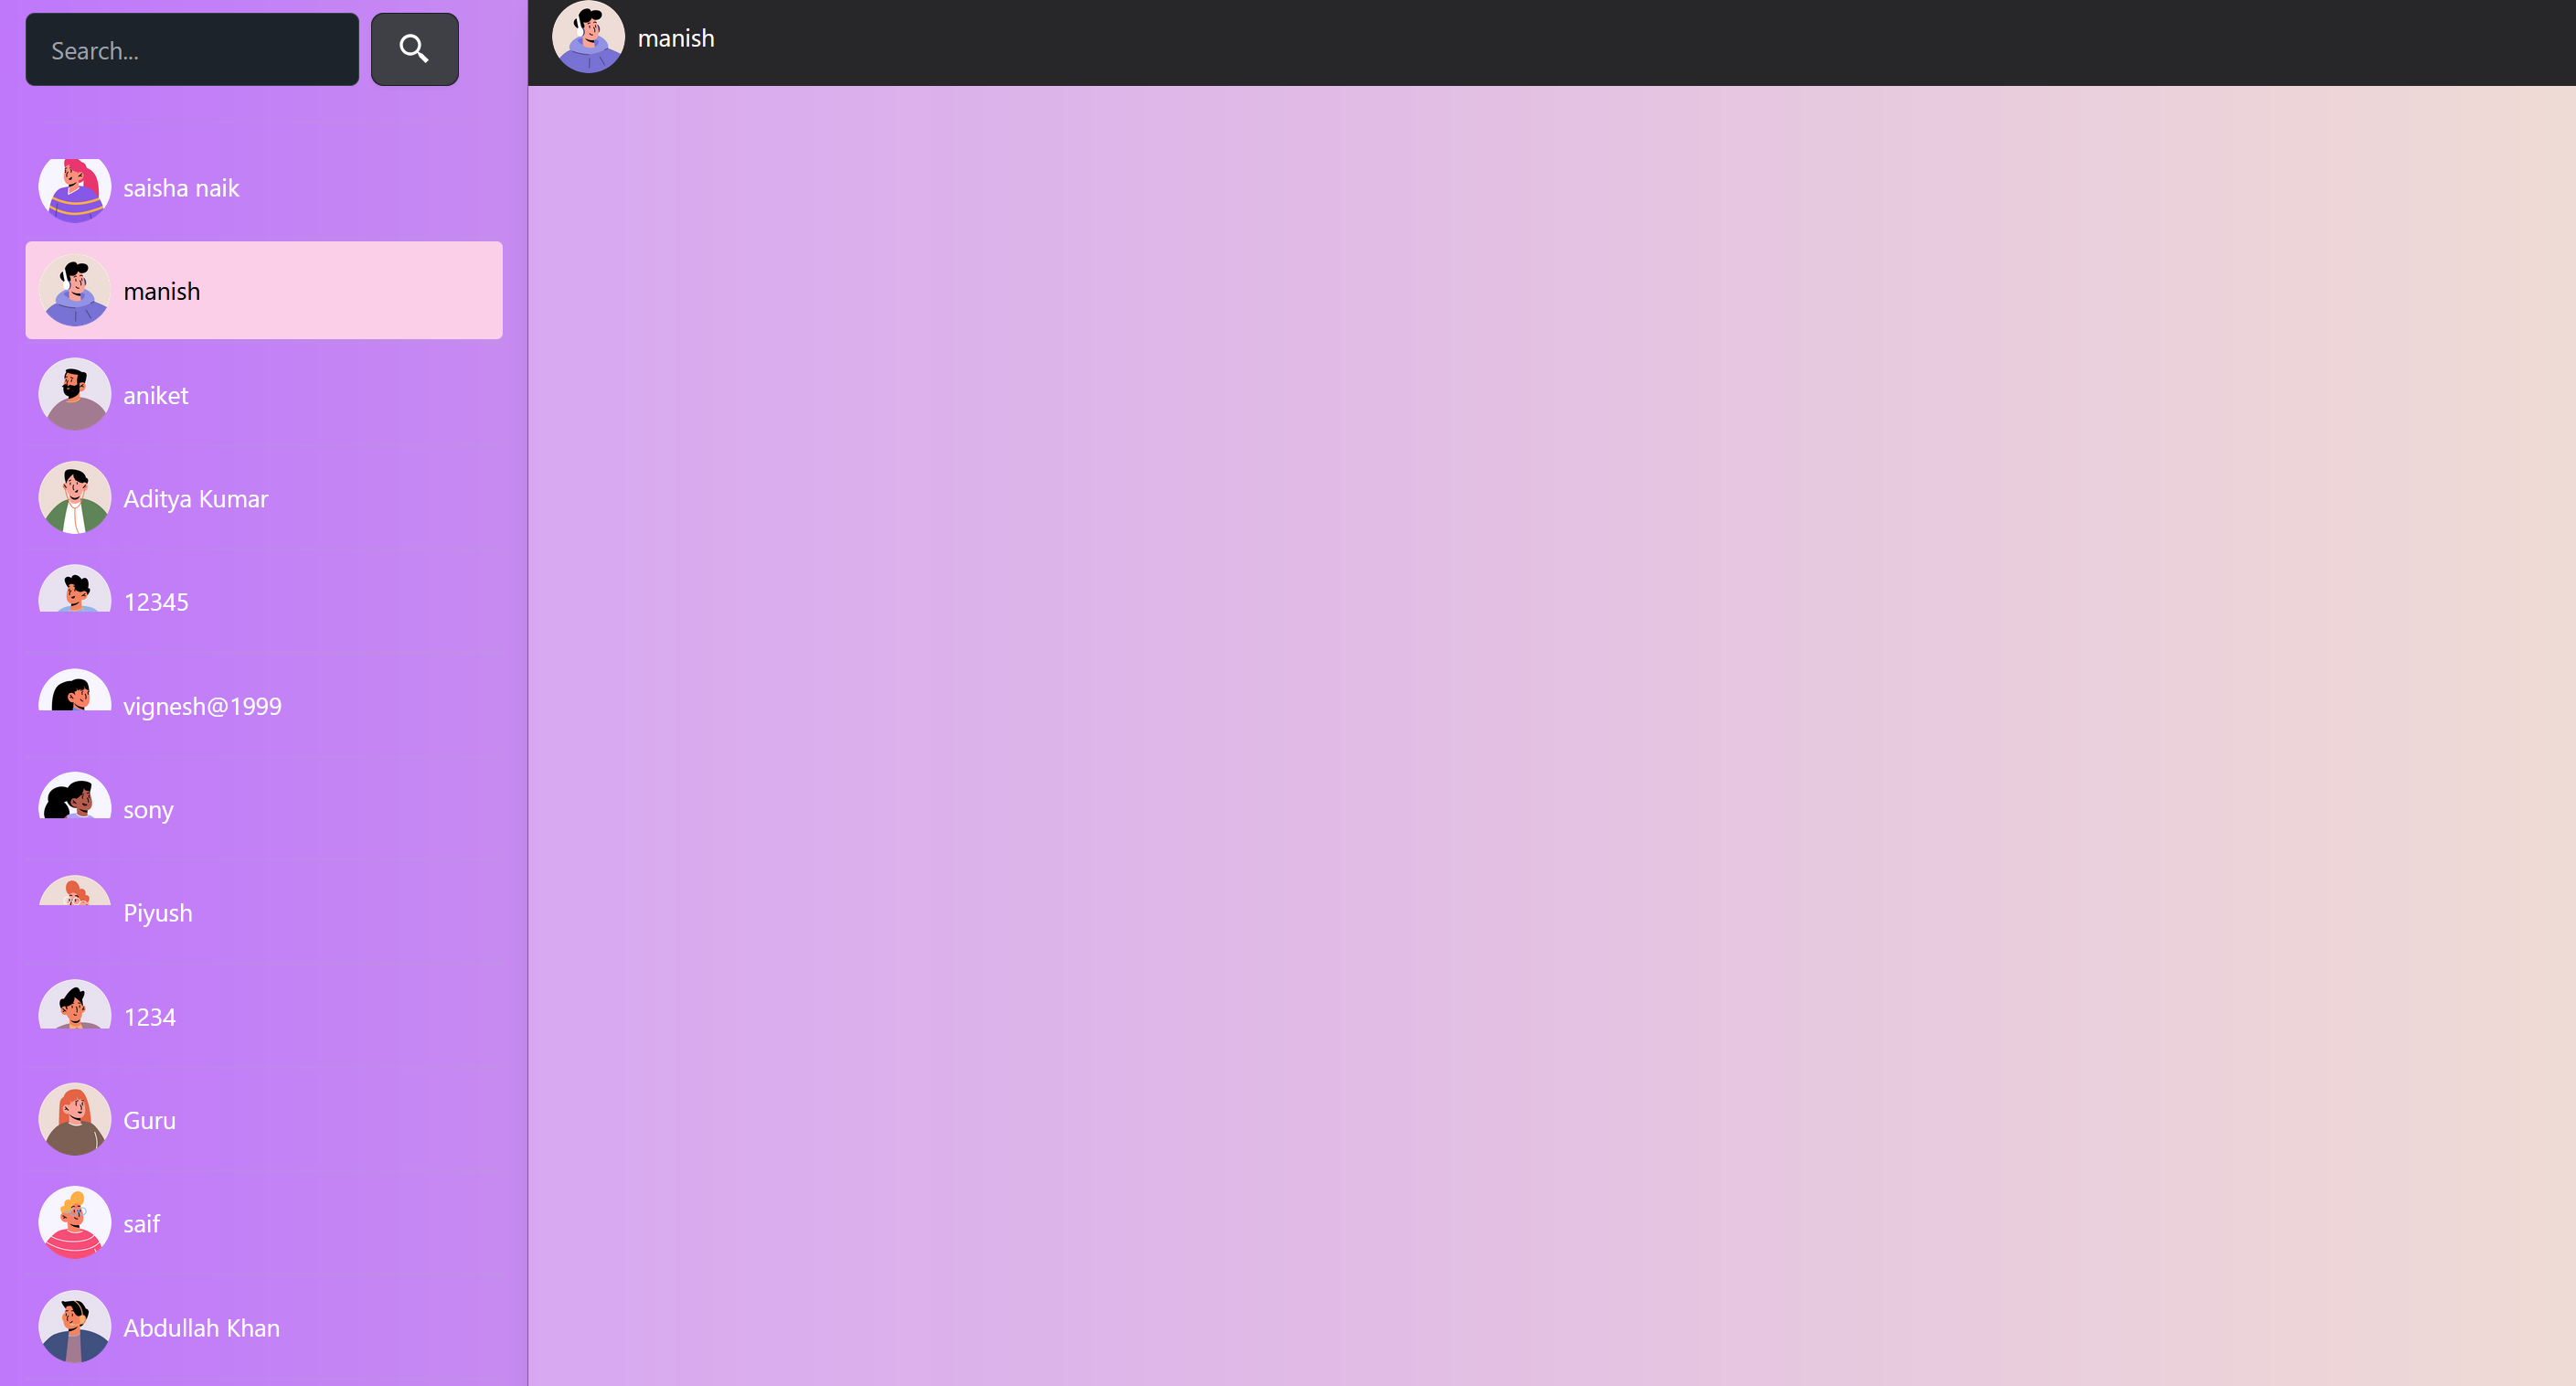 Search...
saisha naik
manish
aniket
Aditya Kumar
12345
vignesh@1999
sony
Piyush
1234
Guru
saif
Abdullah Khan
manish